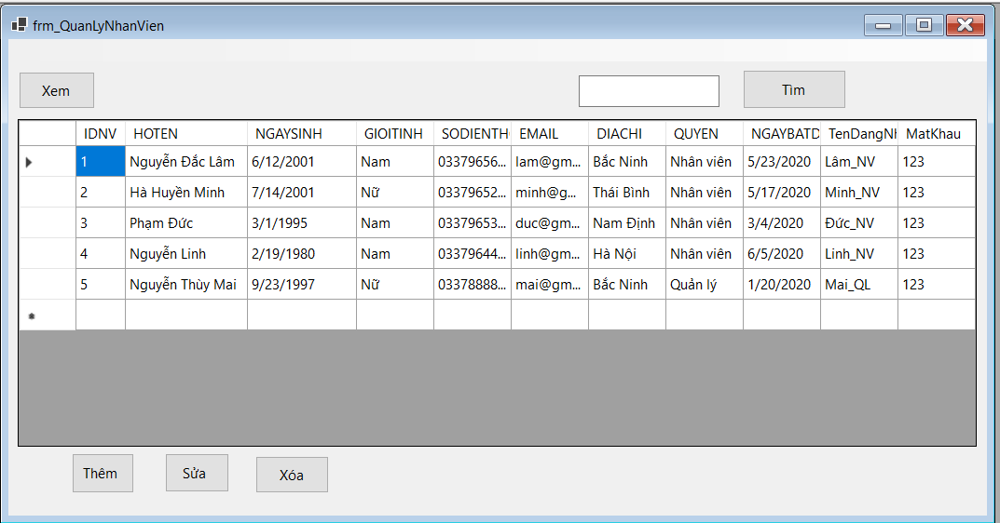 frm_QuanLyNhanVien
Xem Tìm
IDNV HOTEN NGAYSINH GIOITINH SODIENTH EMAIL DIACHI QUYEN NGAYBATD TenDangNH MatKhau
1 Nguyễn Đắc Lâm 6/12/2001 Nam 03379656... lam@gm... Bắc Ninh Nhân viên 5/23/2020 Lâm_NV 123
2 Hà Huyền Minh 7/14/2001 Nữ 03379652... minh@g... Thái Bình Nhân viên 5/17/2020 Minh_NV 123
3 Phạm Đức 3/1/1995 Nam 03379653... duc@gm... Nam Định Nhân viên 3/4/2020 Đức_NV 123
4 Nguyễn Linh 2/19/1980 Nam 03379644... linh@gm... Hà Nội Nhân viên 6/5/2020 Linh_NV 123
5 Nguyễn Thùy Mai 9/23/1997 Nữ 03378888... mai@gm... Bắc Ninh Quản lý 1/20/2020 Mai_QL 123
Thêm Sửa Xóa